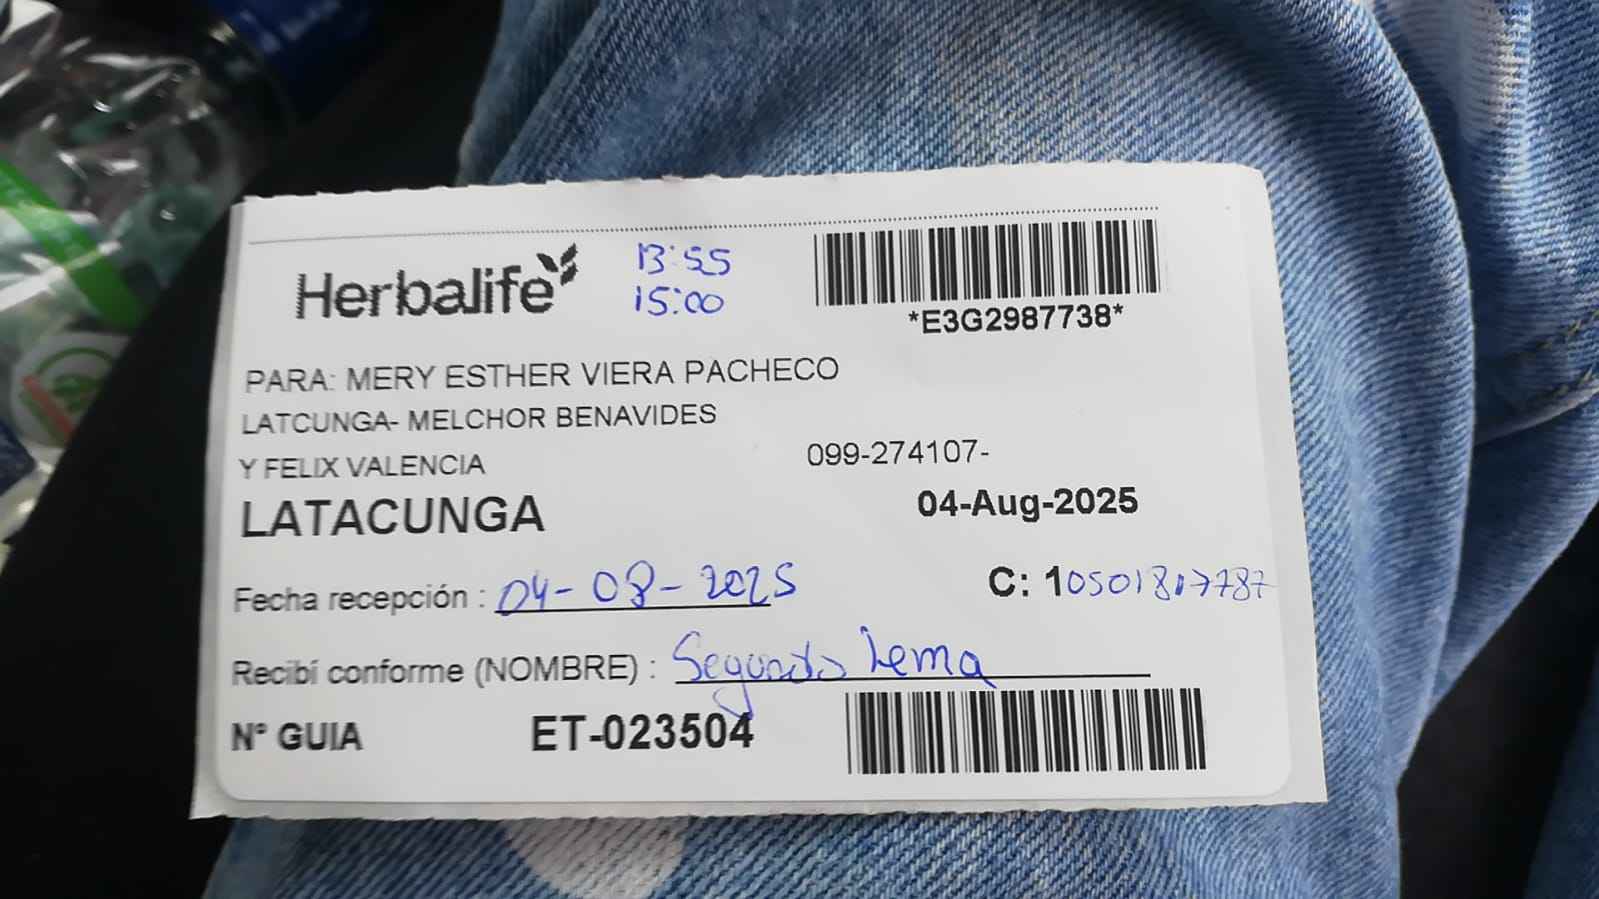 Herbalife
13:55
15:00
*E3G2987738*
PARA: MERY ESTHER VIERA PACHECO
LATCUNGA- MELCHOR BENAVIDES
Y FELIX VALENCIA
099-274107-
LATACUNGA
04-Aug-2025
Fecha recepción : 04-08-2025
C: 10501807787
Recibí conforme (NOMBRE) : Segundo Lema
N° GUIA ET-023504